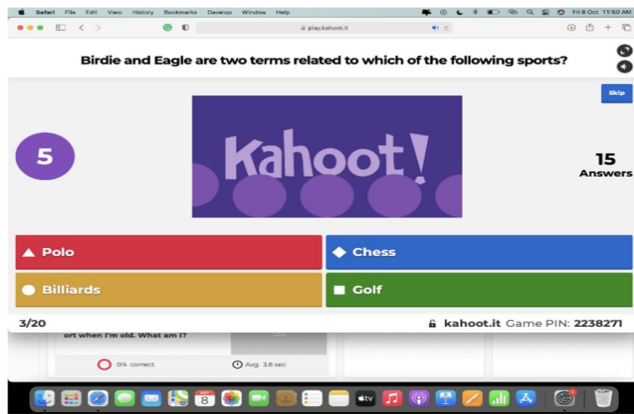 Safari File Edit View History Bookmarks Develop Window Help
Fri 8 Oct 11:50 AM
play.kahoot.it
Birdie and Eagle are two terms related to which of the following sports?
Skip
5
Kahoot!
15
Answers
Polo
Chess
Billiards
Golf
3/20
kahoot.it Game PIN: 2238271
ort when I'm old. What am I?
0% correct
Avg. 3.6 sec
OCT
8
tv